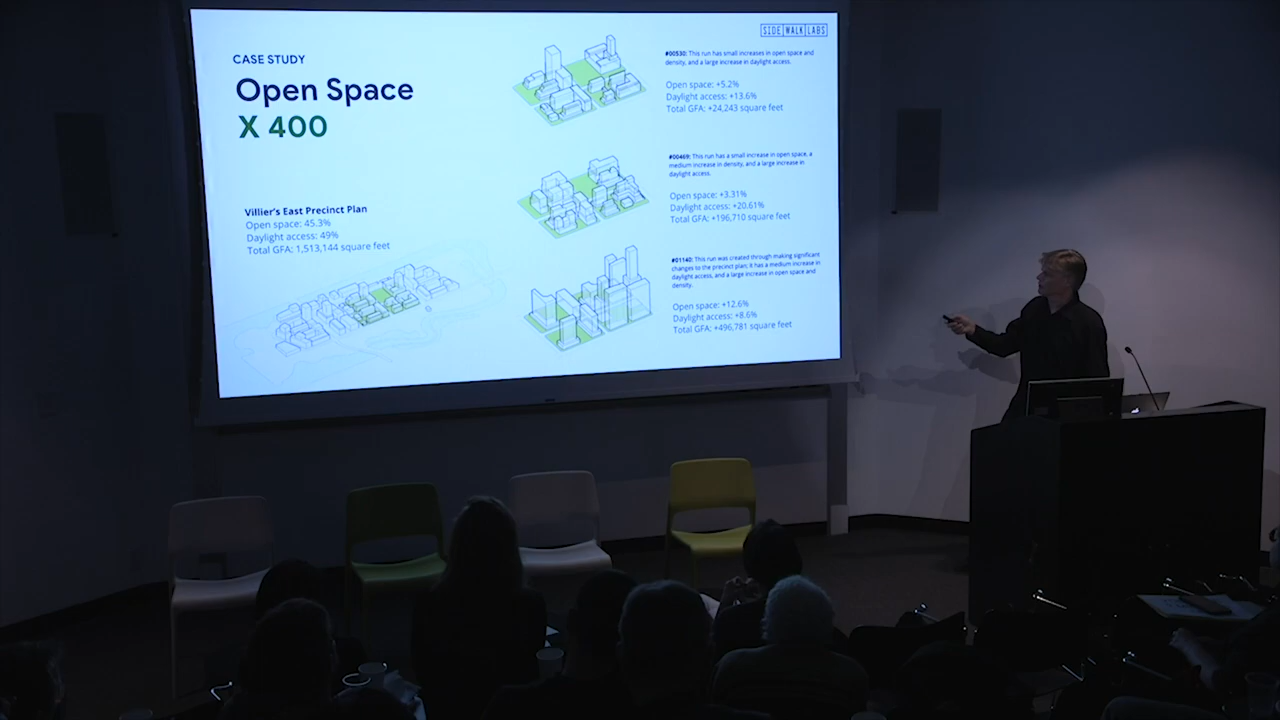 SIDE WALK LABS
CASE STUDY
Open Space
X 400
Villier's East Precinct Plan
Open space: 45.3%
Daylight access: 49%
Total GFA: 1,513,144 square feet
#00530: This run has small increases in open space and
density, and a large increase in daylight access.
Open space: +5.2%
Daylight access: +13.6%
Total GFA: +24,243 square feet
#00469: This run has a small increase in open space, a
medium increase in density, and a large increase in
daylight access.
Open space: +3.31%
Daylight access: +20.61%
Total GFA: +196,710 square feet
#01140: This run was created through making significant
changes to the precinct plan; it has a medium increase in
daylight access, and a large increase in open space and
density.
Open space: +12.6%
Daylight access: +8.6%
Total GFA: +496,781 square feet